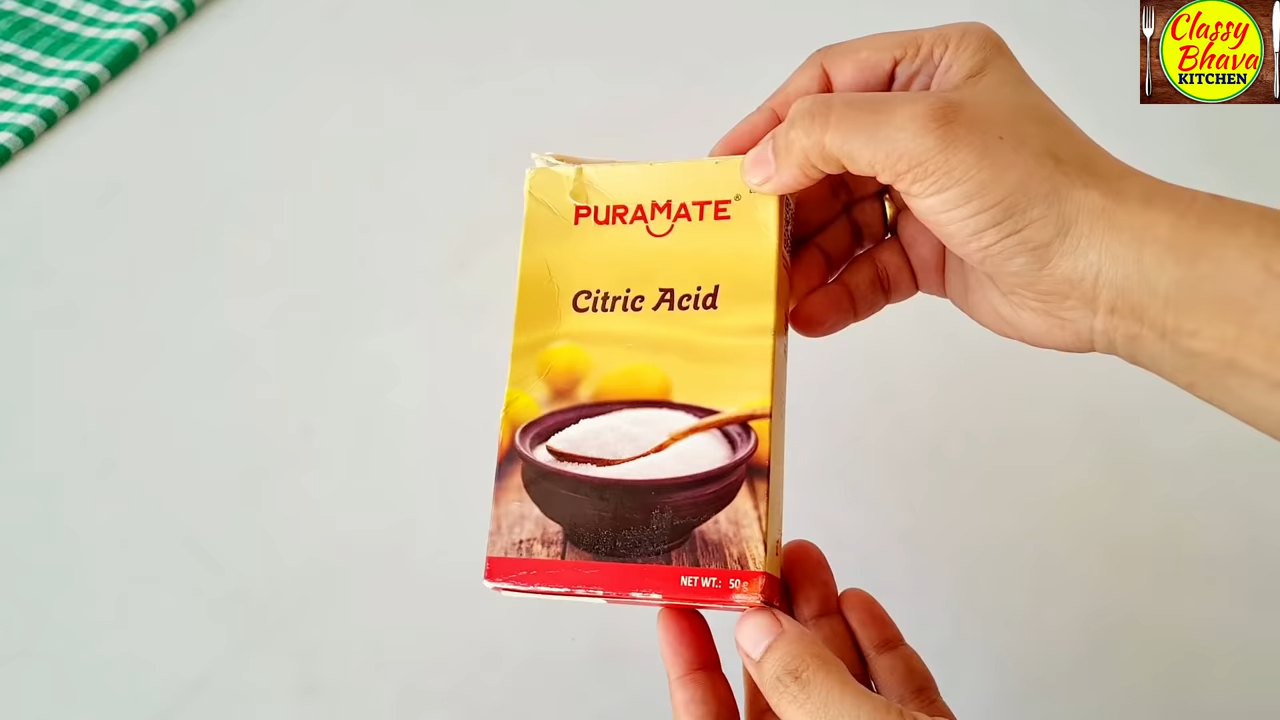 Classy
Bhava
KITCHEN
PURAMATE®
Citric Acid
NET WT.: 50 g